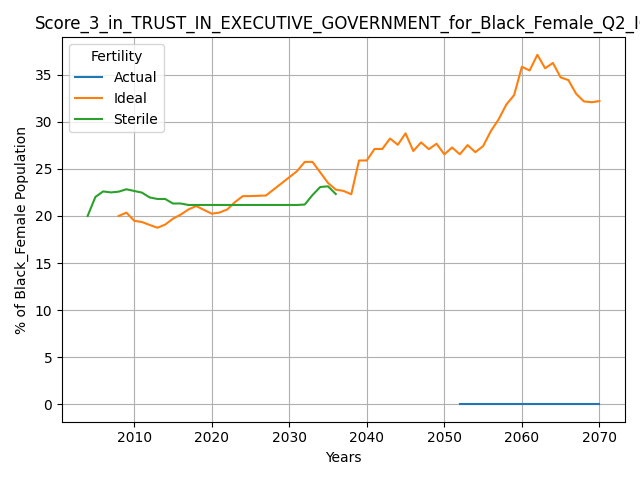 Score_3_in_TRUST_IN_EXECUTIVE_GOVERNMENT_for_Black_Female_Q2_I
Fertility
Actual
Ideal
Sterile
% of Black_Female Population
35
30
25
20
15
10
5
0
2010 2020 2030 2040 2050 2060 2070
Years